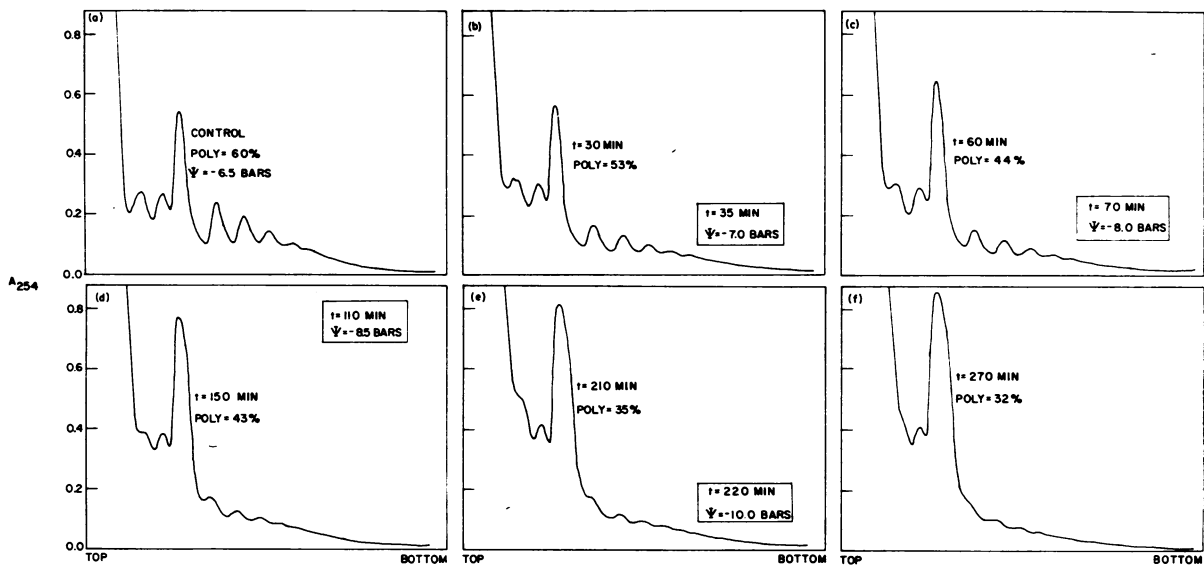 (a)
0.8
0.6
0.4
0.2
0.0
CONTROL
POLY = 60%
Ψ = -6.5 BARS
(b)
t = 30 MIN
POLY = 53%
t = 35 MIN
Ψ = -7.0 BARS
(c)
t = 60 MIN
POLY = 44%
t = 70 MIN
Ψ = -8.0 BARS
A254
(d)
0.8
0.6
0.4
0.2
0.0
t = 110 MIN
Ψ = -8.5 BARS
t = 150 MIN
POLY = 43%
TOP
BOTTOM
(e)
t = 210 MIN
POLY = 35%
t = 220 MIN
Ψ = -10.0 BARS
TOP
BOTTOM
(f)
t = 270 MIN
POLY = 32%
TOP
BOTTOM